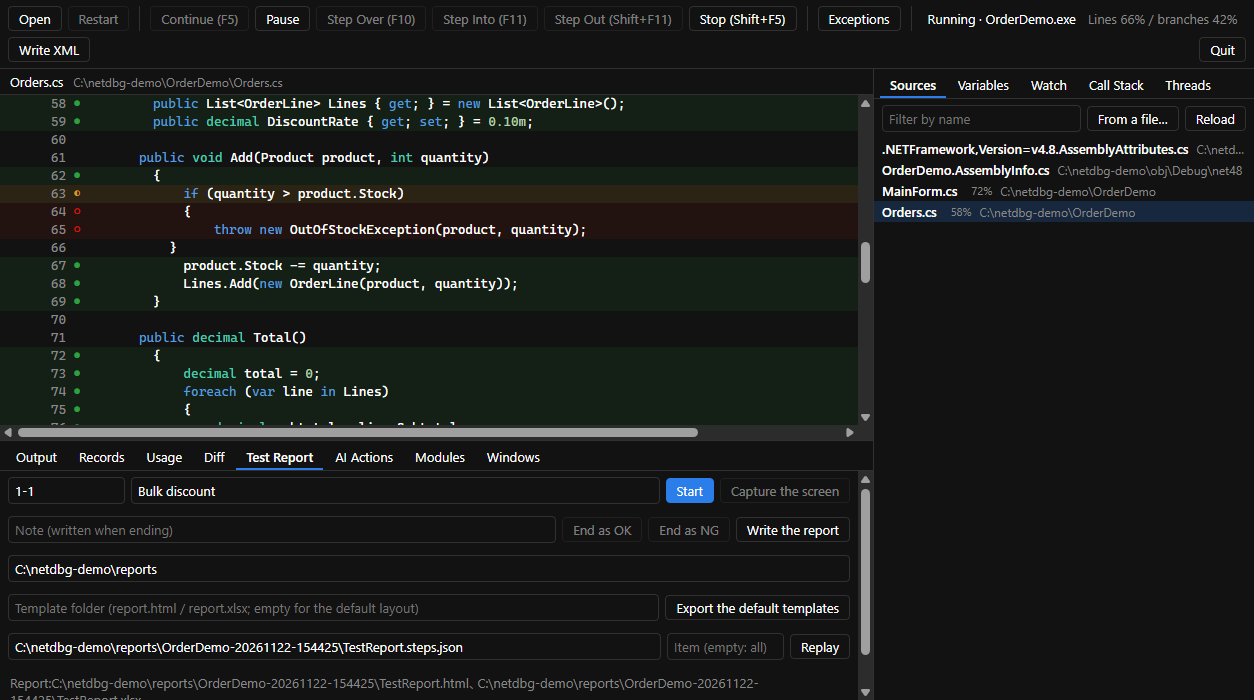 Open Restart Continue (F5) Pause Step Over (F10) Step Into (F11) Step Out (Shift+F11) Stop (Shift+F5) Exceptions Running · OrderDemo.exe Lines 66% / branches 42%
Write XML Quit
Orders.cs C:\netdbg-demo\OrderDemo\Orders.cs
58 public List<OrderLine> Lines { get; } = new List<OrderLine>();
59 public decimal DiscountRate { get; set; } = 0.10m;
60
61 public void Add(Product product, int quantity)
62 {
63 if (quantity > product.Stock)
64 {
65 throw new OutOfStockException(product, quantity);
66 }
67 product.Stock -= quantity;
68 Lines.Add(new OrderLine(product, quantity));
69 }
70
71 public decimal Total()
72 {
73 decimal total = 0;
74 foreach (var line in Lines)
75 {
Sources Variables Watch Call Stack Threads
Filter by name From a file... Reload
.NETFramework,Version=v4.8.AssemblyAttributes.cs C:\netd...
OrderDemo.AssemblyInfo.cs C:\netdbg-demo\obj\Debug\net48
MainForm.cs 72% C:\netdbg-demo\OrderDemo
Orders.cs 58% C:\netdbg-demo\OrderDemo
Output Records Usage Diff Test Report AI Actions Modules Windows
1-1 Bulk discount Start Capture the screen
Note (written when ending) End as OK End as NG Write the report
C:\netdbg-demo\reports
Template folder (report.html / report.xlsx; empty for the default layout) Export the default templates
C:\netdbg-demo\reports\OrderDemo-20261122-154425\TestReport.steps.json Item (empty: all) Replay
Report:C:\netdbg-demo\reports\OrderDemo-20261122-154425\TestReport.html、C:\netdbg-demo\reports\OrderDemo-20261122-
154425\TestReport.xlsx